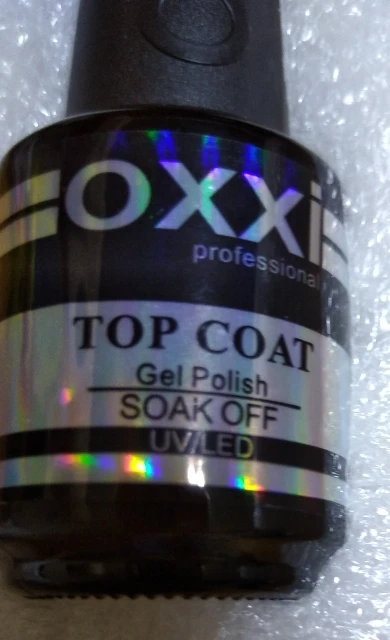 OXXI
professional
TOP COAT
Gel Polish
SOAK OFF
UV/LED